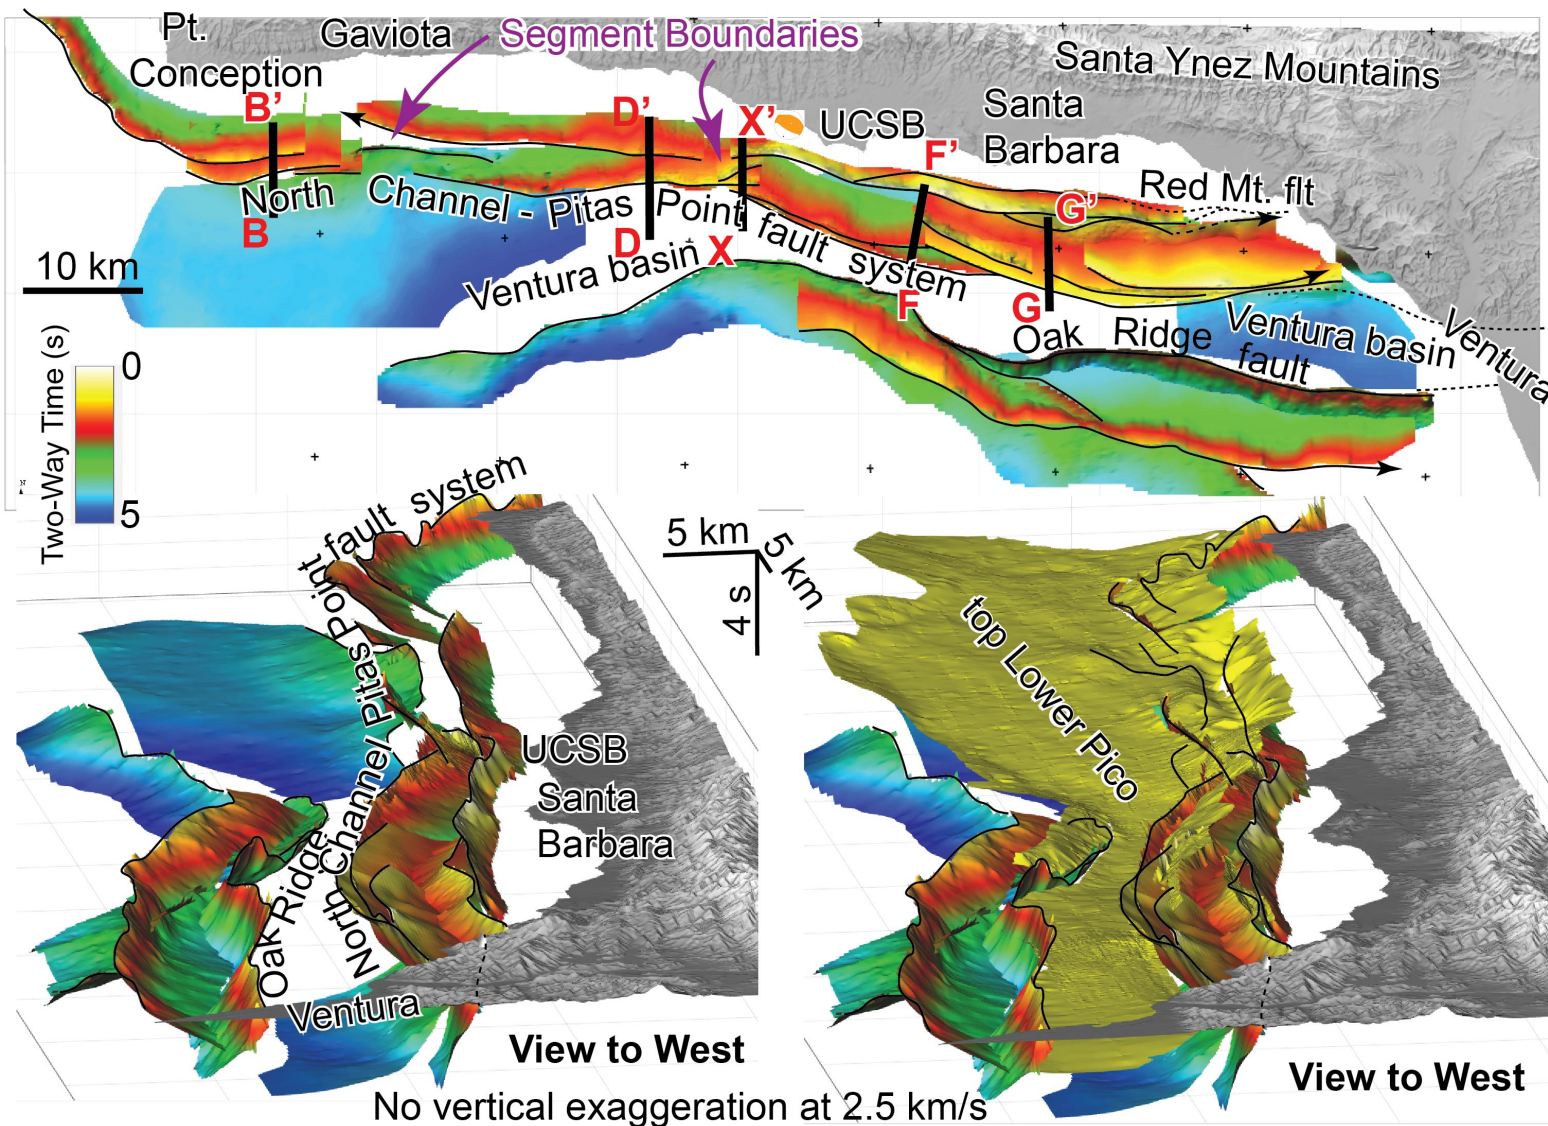 Pt.
Conception
Gaviota
Segment Boundaries
Santa Ynez Mountains
B'
D'
X'
UCSB
Santa
Barbara
F'
G'
Red Mt. flt
North Channel - Pitas Point fault system
B
D
X
F
G
Ventura basin
10 km
Oak Ridge fault
Ventura basin
Ventura
Two-Way Time (s)
0
5
N
North Channel Pitas Point fault system
5 km
5 km
4 s
UCSB
Santa
Barbara
Oak Ridge
Ventura
View to West
top Lower Pico
View to West
No vertical exaggeration at 2.5 km/s